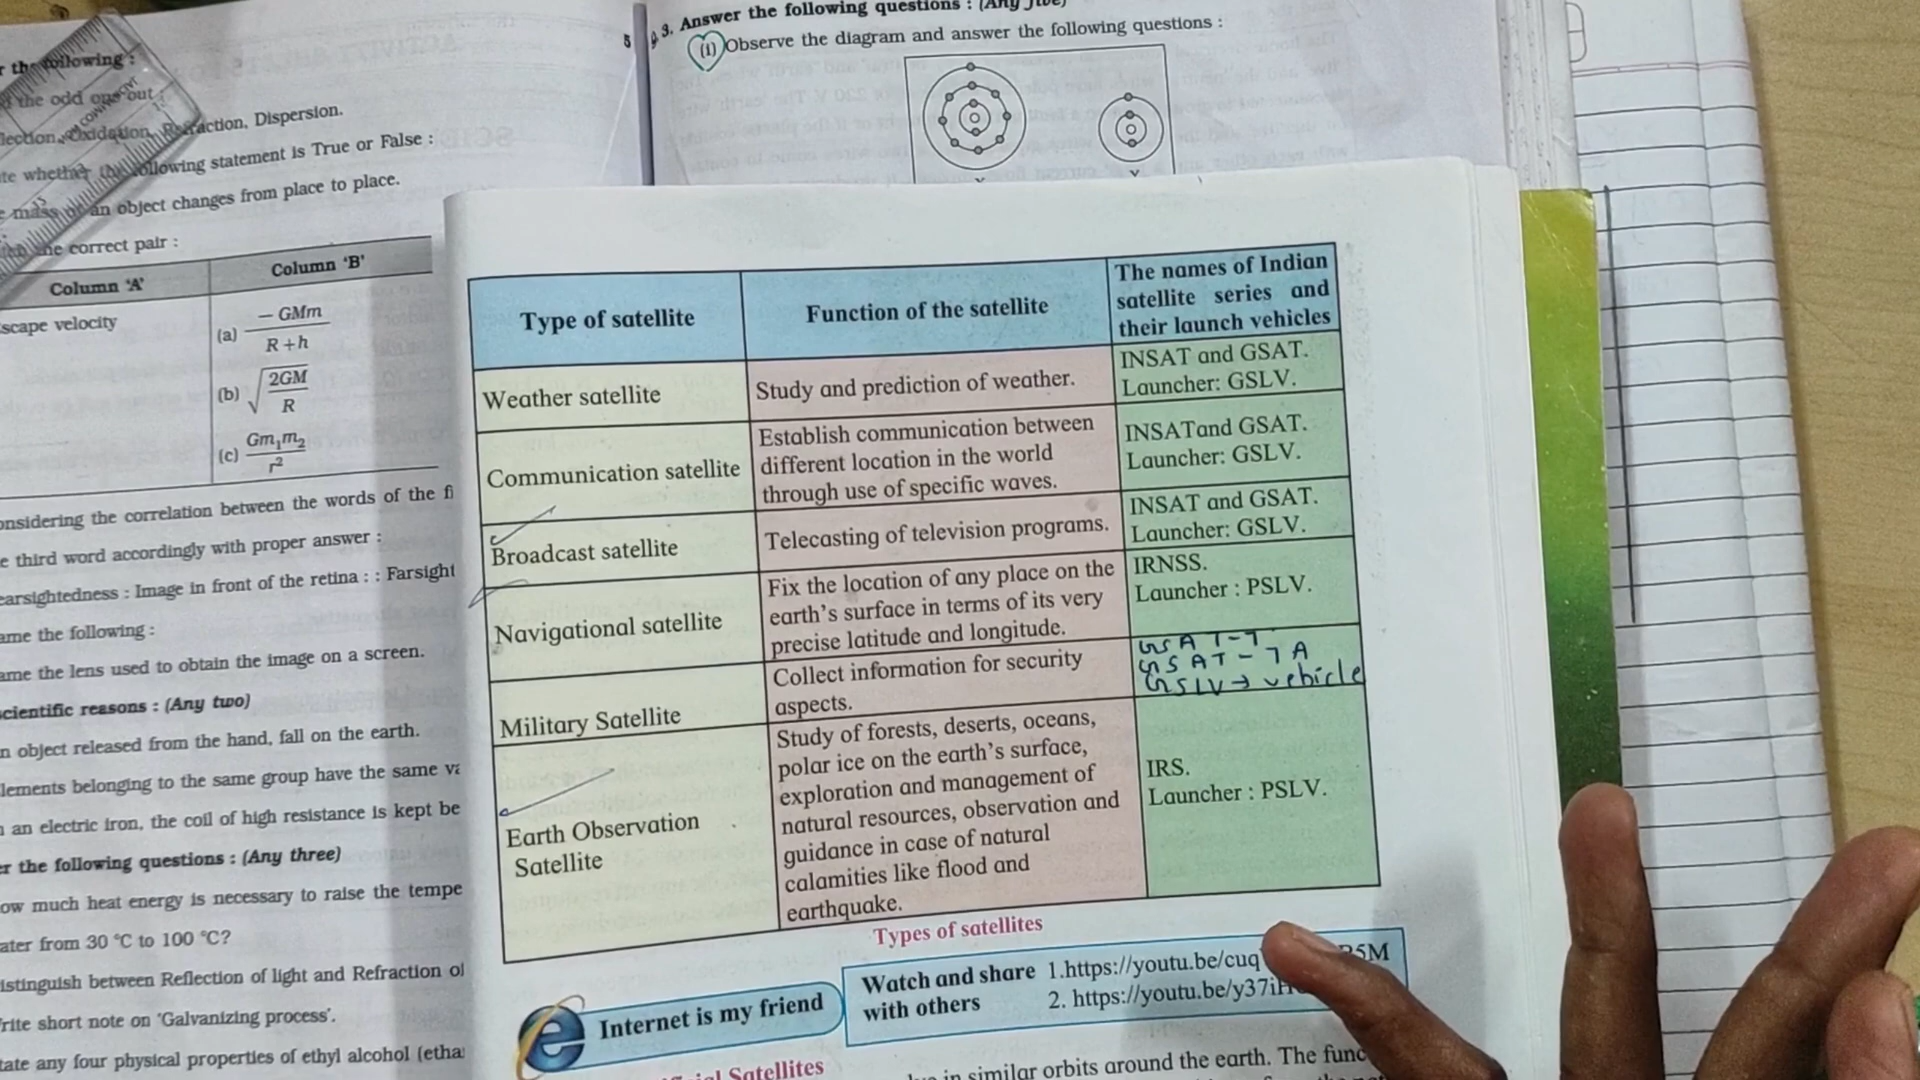 r the following :
the odd one out :
lection, Oxidation, Refraction, Dispersion.
te whether the following statement is True or False :
mass of an object changes from place to place.
the correct pair :
Column 'A'
Column 'B'
scape velocity
(a) – GMm
R + h
(b) √ 2GM
R
(c) Gm₁m₂
r²
onsidering the correlation between the words of the fi
e third word accordingly with proper answer :
earsightedness : Image in front of the retina : : Farsight
ame the following :
ame the lens used to obtain the image on a screen.
cientific reasons : (Any two)
n object released from the hand, fall on the earth.
lements belonging to the same group have the same va
n an electric iron, the coil of high resistance is kept be
er the following questions : (Any three)
ow much heat energy is necessary to raise the tempe
ater from 30 °C to 100 °C?
istinguish between Reflection of light and Refraction of
rite short note on 'Galvanizing process'.
tate any four physical properties of ethyl alcohol (etha
5
3. Answer the following questions : (Any five)
(i) Observe the diagram and answer the following questions :
Type of satellite
Function of the satellite
The names of Indian
satellite series and
their launch vehicles
Weather satellite
Study and prediction of weather.
INSAT and GSAT.
Launcher: GSLV.
Communication satellite
Establish communication between
different location in the world
through use of specific waves.
INSATand GSAT.
Launcher: GSLV.
Broadcast satellite
Telecasting of television programs.
INSAT and GSAT.
Launcher: GSLV.
Navigational satellite
Fix the location of any place on the
earth's surface in terms of its very
precise latitude and longitude.
IRNSS.
Launcher : PSLV.
Military Satellite
Collect information for security
aspects.
GSAT-7
GSAT-7A
GSLV → vehicle
Earth Observation
Satellite
Study of forests, deserts, oceans,
polar ice on the earth's surface,
exploration and management of
natural resources, observation and
guidance in case of natural
calamities like flood and
earthquake.
IRS.
Launcher : PSLV.
Types of satellites
Internet is my friend
Watch and share
with others
1.https://youtu.be/cuq R5M
2. https://youtu.be/y37iH
Satellites
in similar orbits around the earth. The func